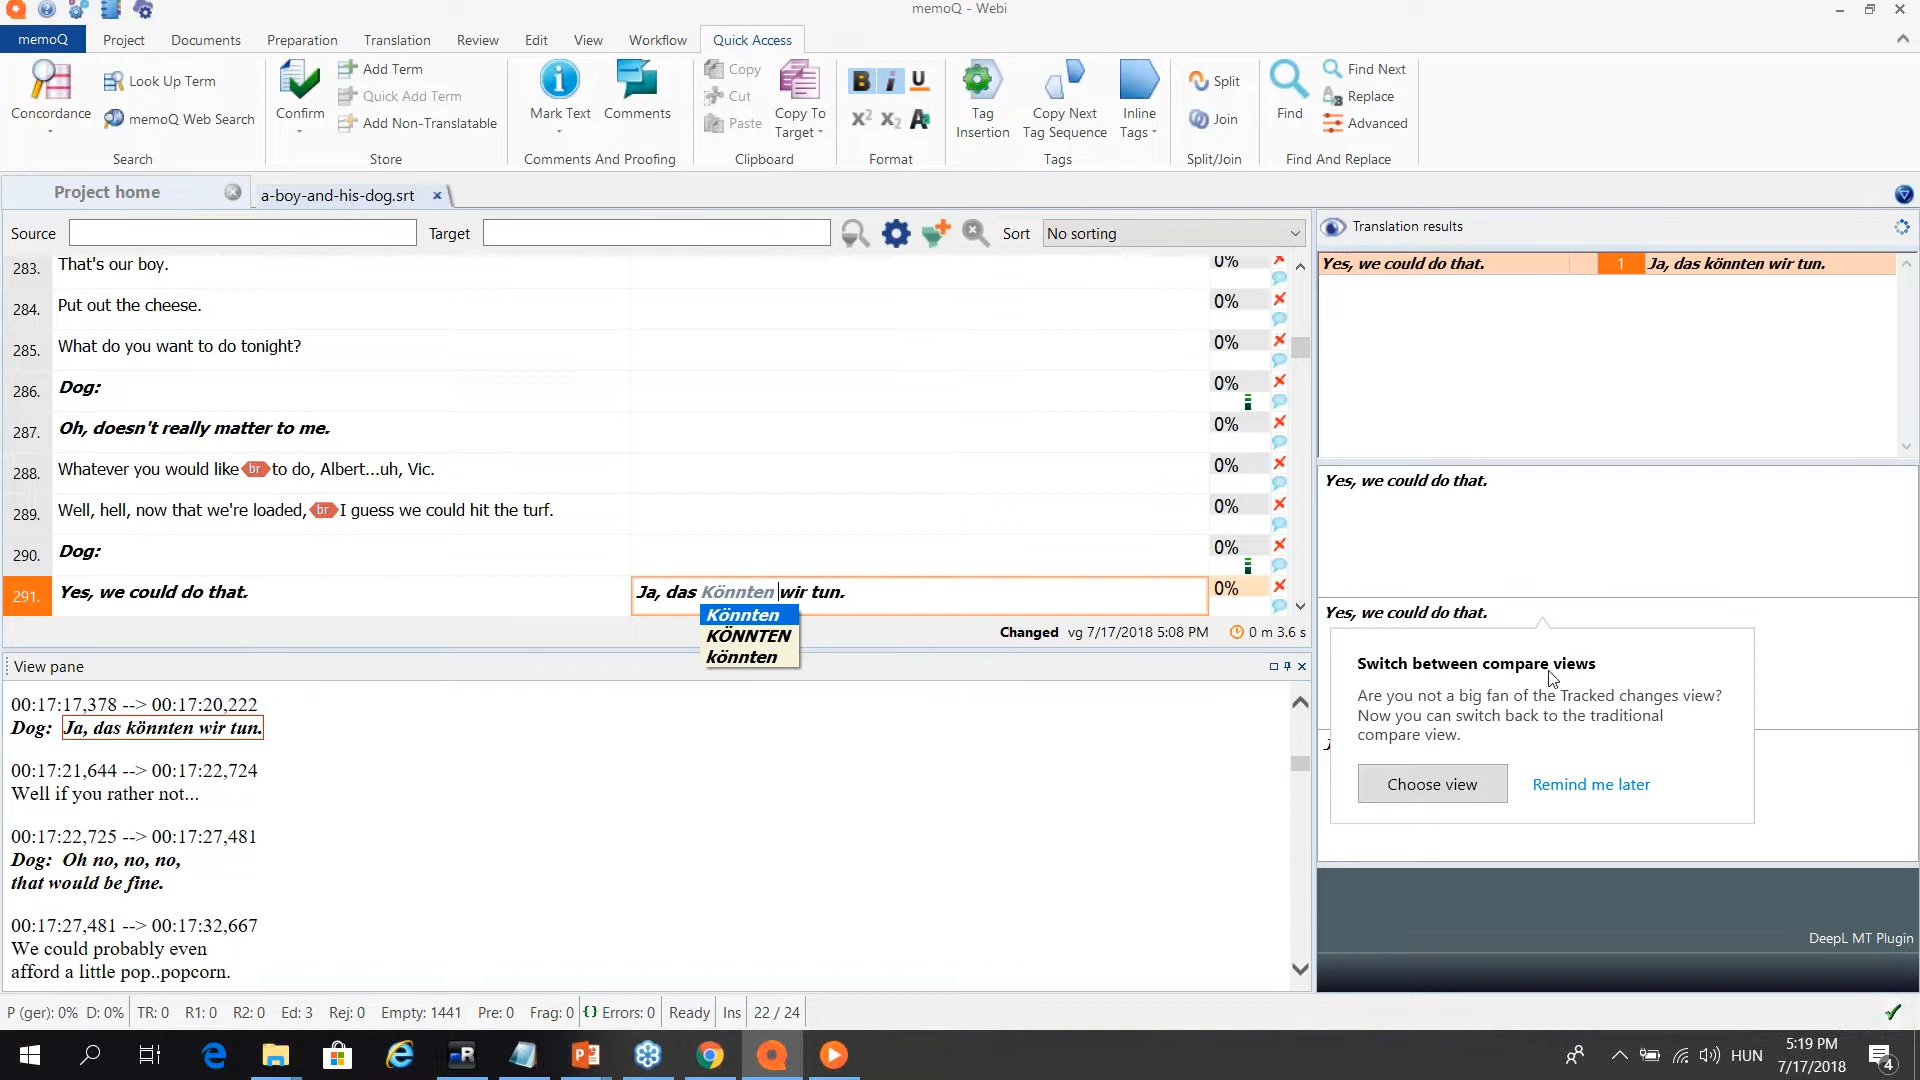 memoQ - Webi
memoQ
Project
Documents
Preparation
Translation
Review
Edit
View
Workflow
Quick Access
Concordance
Look Up Term
memoQ Web Search
Search
Confirm
Add Term
Quick Add Term
Add Non-Translatable
Store
Mark Text
Comments
Comments And Proofing
Copy
Cut
Paste
Copy To
Target
Clipboard
B i U
X² X₂ A
Format
Tag
Insertion
Copy Next
Tag Sequence
Inline
Tags
Tags
Split
Join
Split/Join
Find
Find Next
Replace
Advanced
Find And Replace
Project home
a-boy-and-his-dog.srt
Source
Target
Sort
No sorting
283. That's our boy. 0%
284. Put out the cheese. 0%
285. What do you want to do tonight? 0%
286. Dog: 0%
287. Oh, doesn't really matter to me. 0%
288. Whatever you would like br to do, Albert...uh, Vic. 0%
289. Well, hell, now that we're loaded, br I guess we could hit the turf. 0%
290. Dog: 0%
291. Yes, we could do that. Ja, das Könnten wir tun. 0%
Könnten
KÖNNTEN
könnten
Changed vg 7/17/2018 5:08 PM 0 m 3.6 s
View pane
00:17:17,378 --> 00:17:20,222
Dog: Ja, das könnten wir tun.
00:17:21,644 --> 00:17:22,724
Well if you rather not...
00:17:22,725 --> 00:17:27,481
Dog: Oh no, no, no,
that would be fine.
00:17:27,481 --> 00:17:32,667
We could probably even
afford a little pop..popcorn.
Translation results
Yes, we could do that. 1 Ja, das könnten wir tun.
Yes, we could do that.
Yes, we could do that.
Switch between compare views
Are you not a big fan of the Tracked changes view?
Now you can switch back to the traditional
compare view.
Choose view
Remind me later
DeepL MT Plugin
P (ger): 0% D: 0% TR: 0 R1: 0 R2: 0 Ed: 3 Rej: 0 Empty: 1441 Pre: 0 Frag: 0 Errors: 0 Ready Ins 22 / 24
HUN
5:19 PM
7/17/2018
4